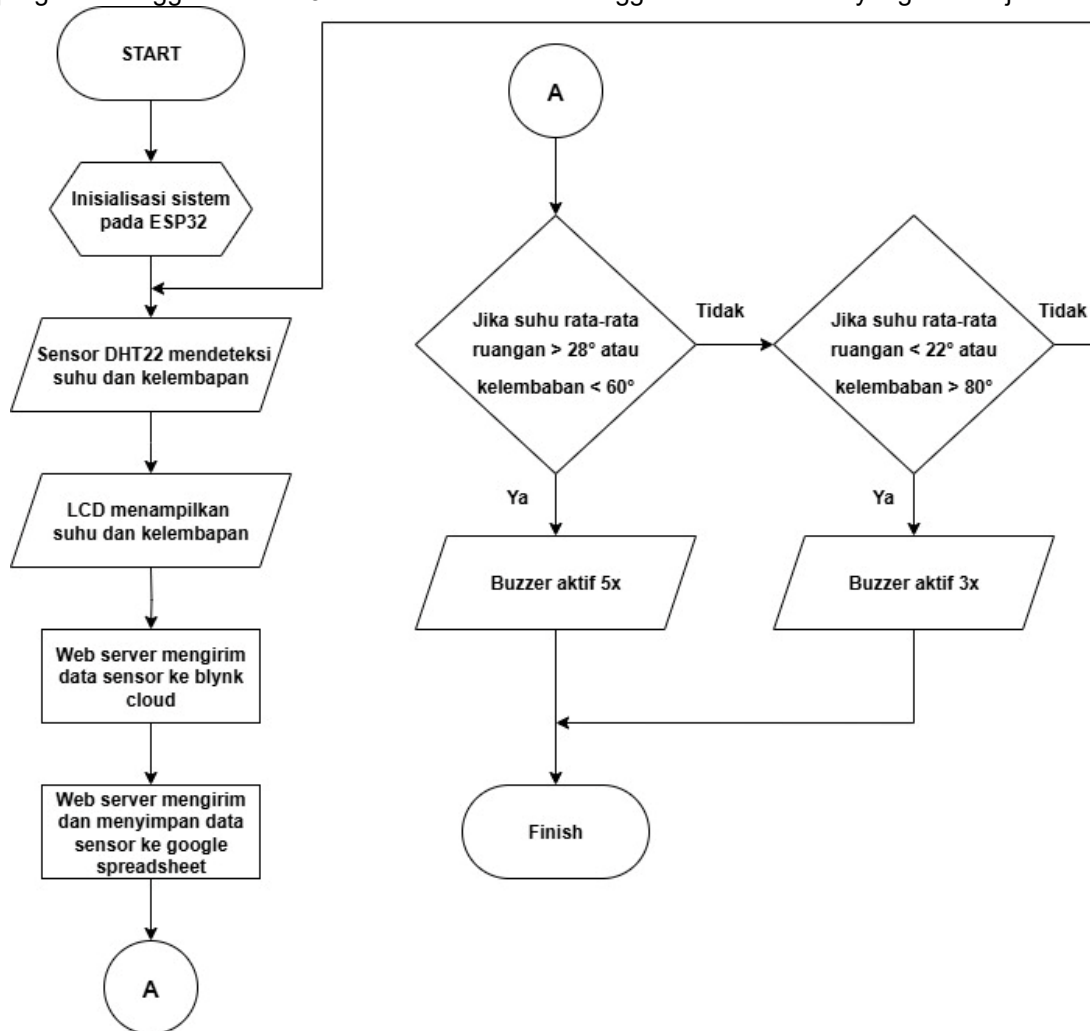 START
Inisialisasi sistem
pada ESP32
Sensor DHT22 mendeteksi
suhu dan kelembapan
LCD menampilkan
suhu dan kelembapan
Web server mengirim
data sensor ke blynk
cloud
Web server mengirim
dan menyimpan data
sensor ke google
spreadsheet
A
A
Jika suhu rata-rata
ruangan > 28° atau
kelembaban < 60°
Tidak
Ya
Buzzer aktif 5x
Jika suhu rata-rata
ruangan < 22° atau
kelembaban > 80°
Tidak
Ya
Buzzer aktif 3x
Finish